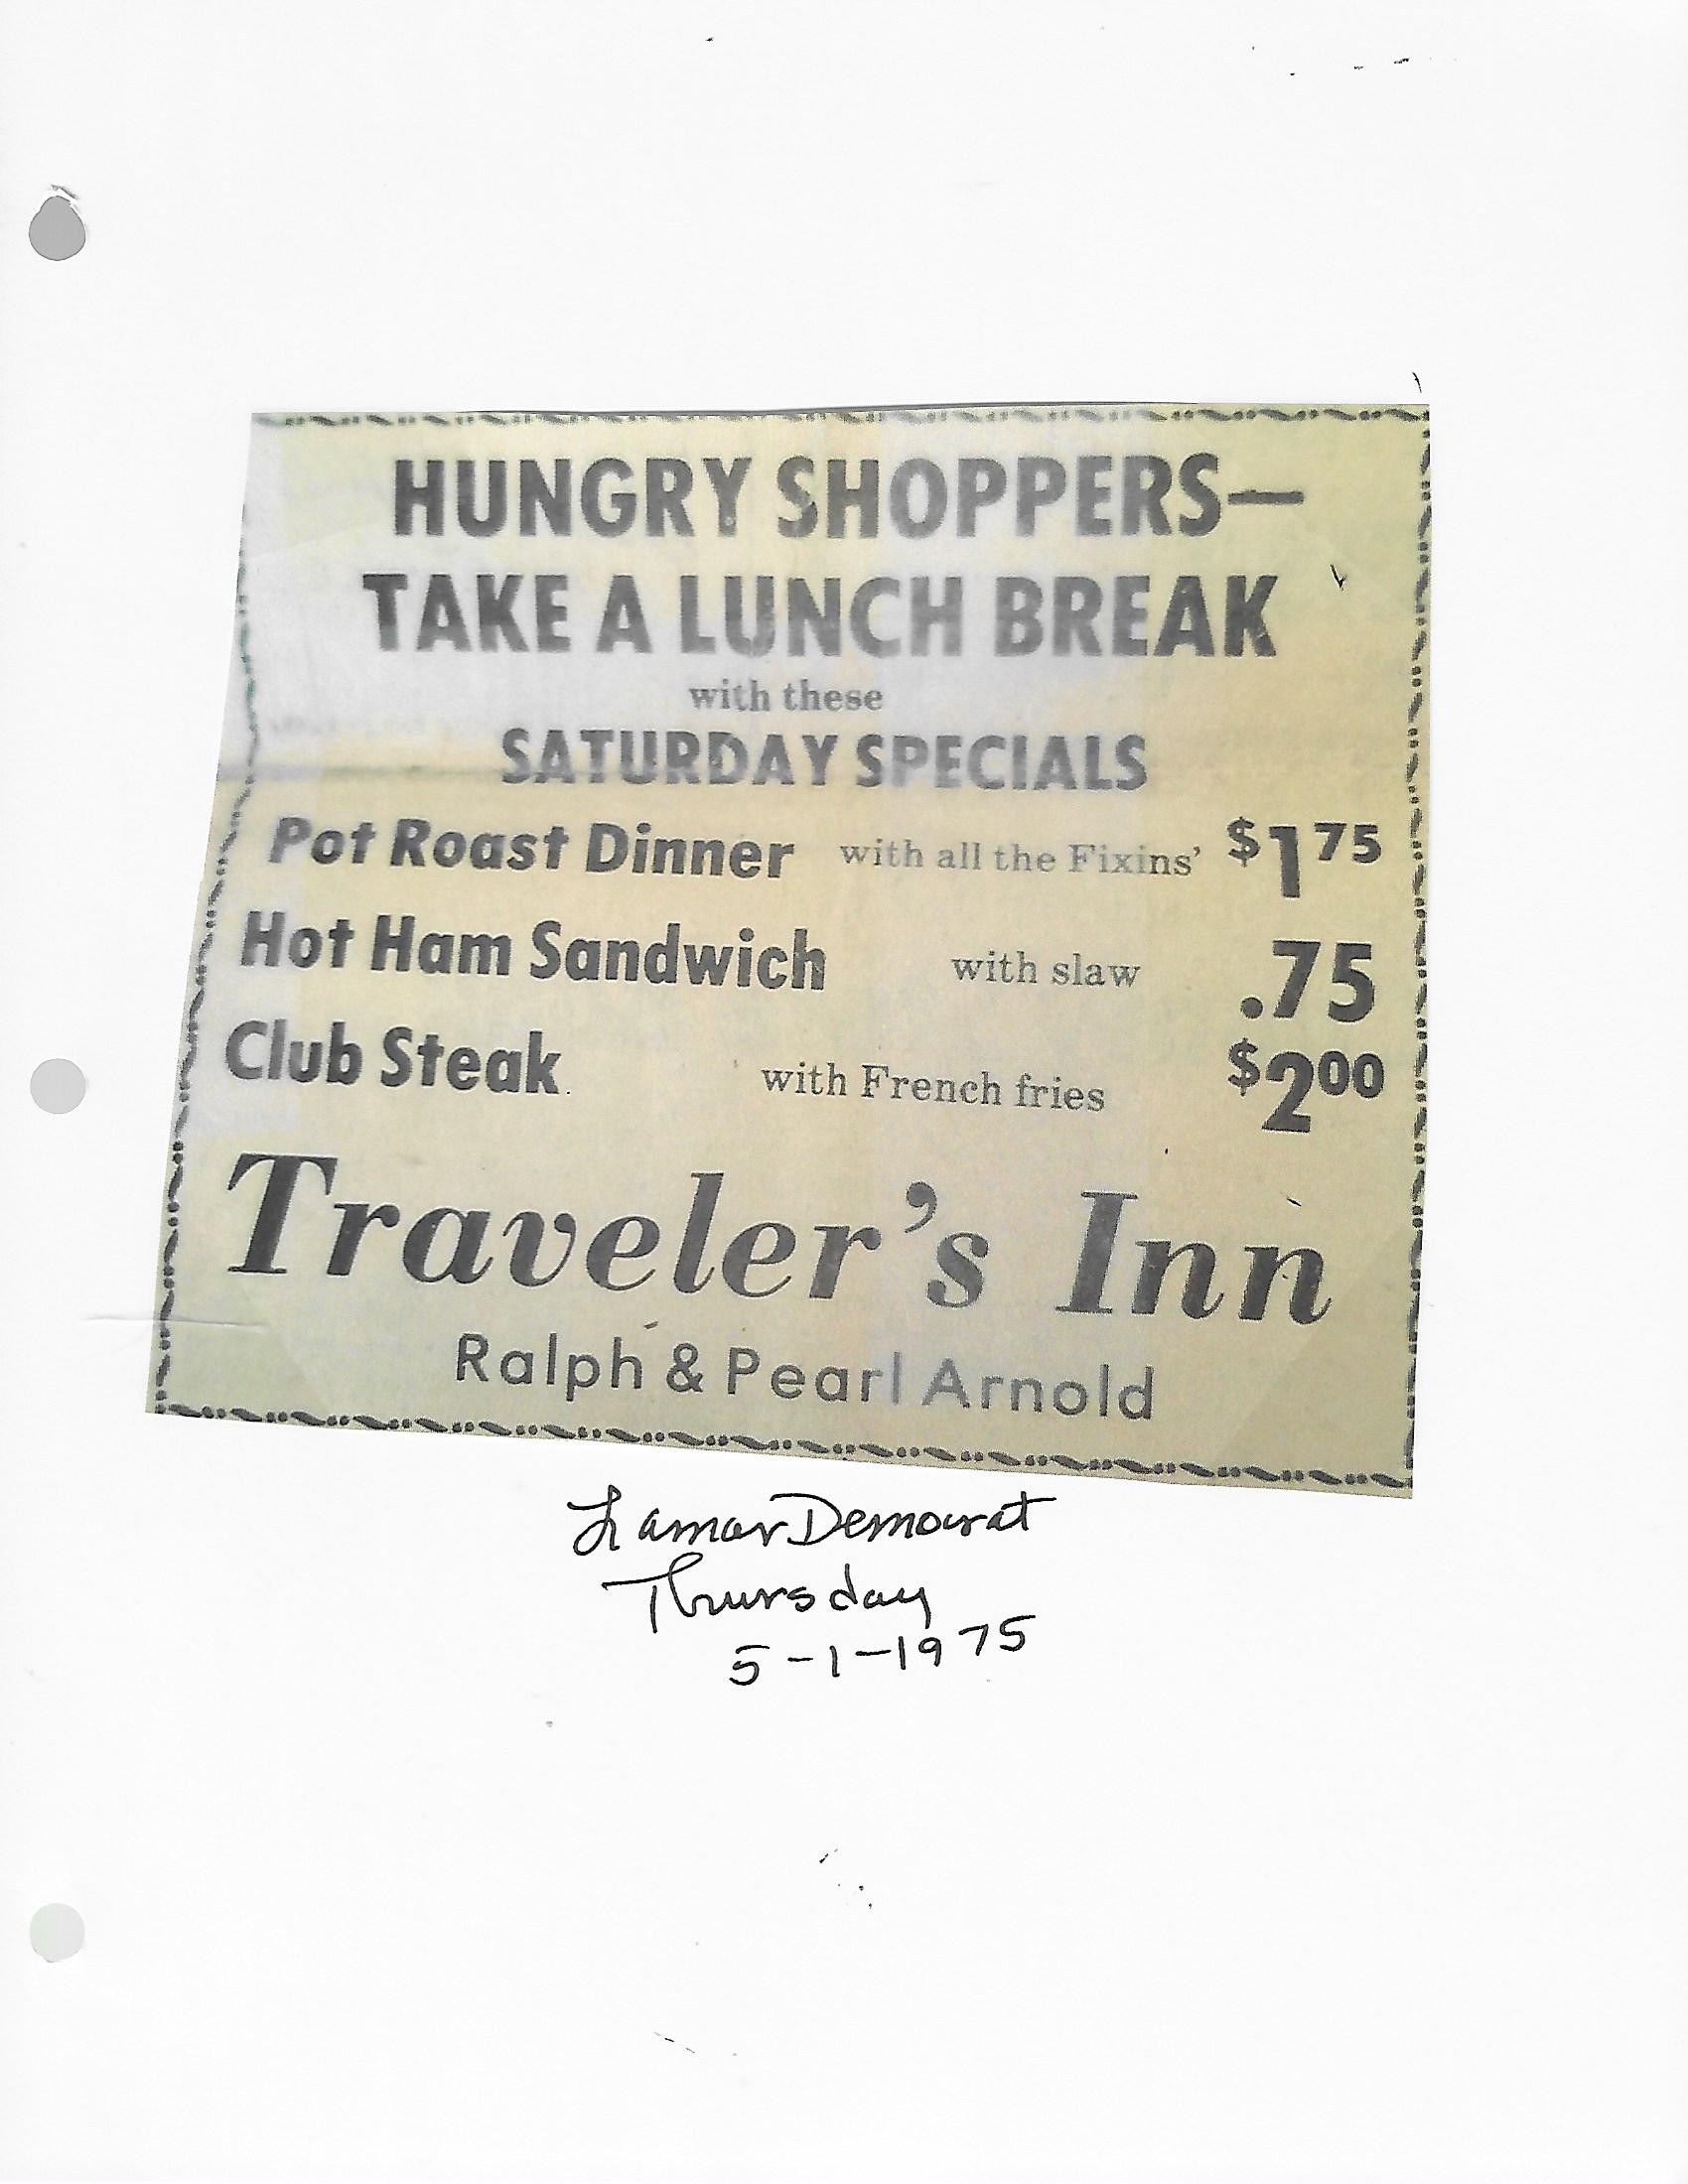 HUNGRY SHOPPERS—
TAKE A LUNCH BREAK
with these
SATURDAY SPECIALS
Pot Roast Dinner with all the Fixins' $1 75
Hot Ham Sandwich with slaw .75
Club Steak with French fries $2 00
Traveler's Inn
Ralph & Pearl Arnold
Lamar Democrat
Thursday
5-1-1975